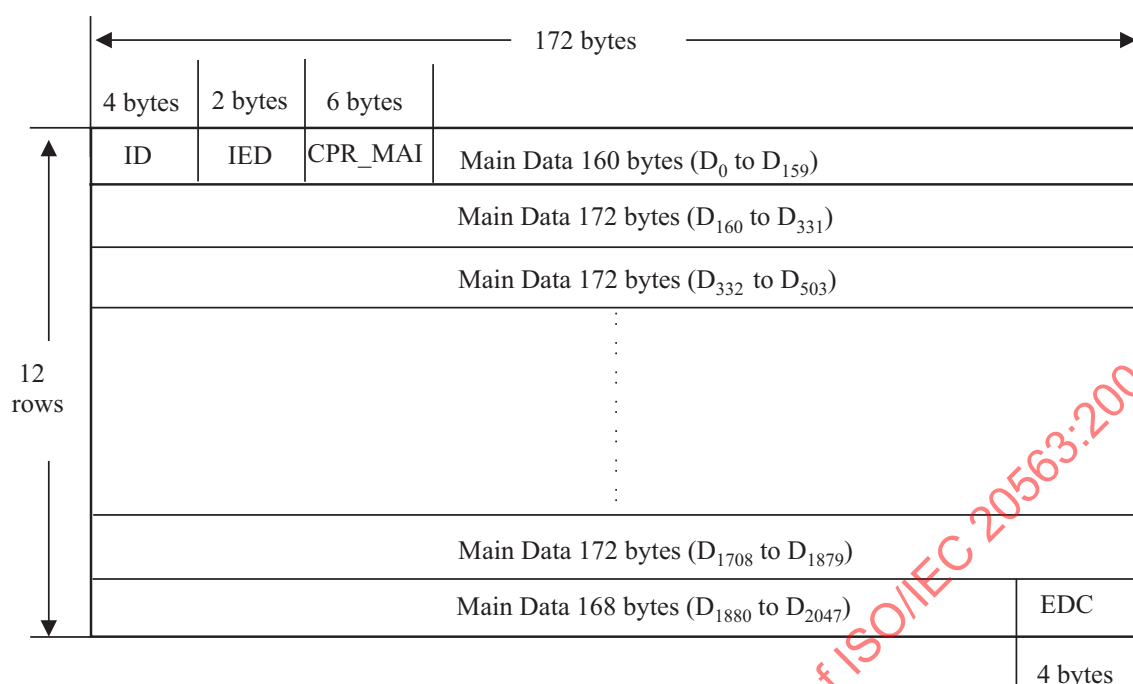 172 bytes
4 bytes 2 bytes 6 bytes
ID IED CPR_MAI Main Data 160 bytes (D0 to D159)
Main Data 172 bytes (D160 to D331)
Main Data 172 bytes (D332 to D503)
12
rows
Main Data 172 bytes (D1708 to D1879)
Main Data 168 bytes (D1880 to D2047) EDC
4 bytes
of ISO/IEC 20563:200